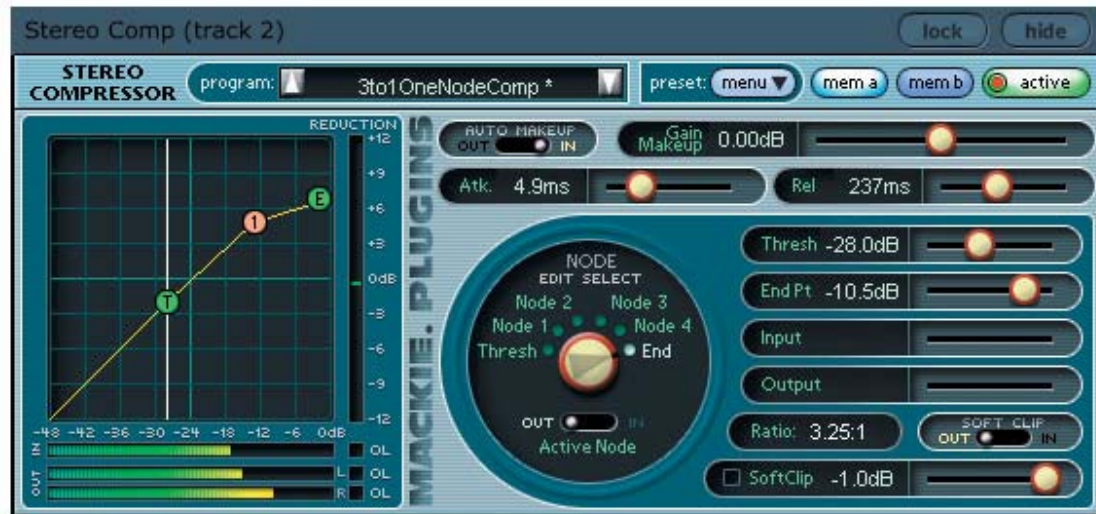 Stereo Comp (track 2)
lock
hide
STEREO
COMPRESSOR
program:
3to1OneNodeComp *
preset:
menu
mem a
mem b
active
REDUCTION
+12
+9
+6
+3
0dB
-3
-6
-9
-12
E
1
T
-48 -42 -36 -30 -24 -18 -12 -6 0dB
IN
OL
OUT
L OL
R OL
MACKIE. PLUGINS
AUTO MAKEUP
OUT IN
Gain
Makeup 0.00dB
Atk. 4.9ms
Rel 237ms
NODE
EDIT SELECT
Node 2 Node 3
Node 1 Node 4
Thresh End
OUT IN
Active Node
Thresh -28.0dB
End Pt -10.5dB
Input
Output
Ratio: 3.25:1
SOFT CLIP
OUT IN
SoftClip -1.0dB